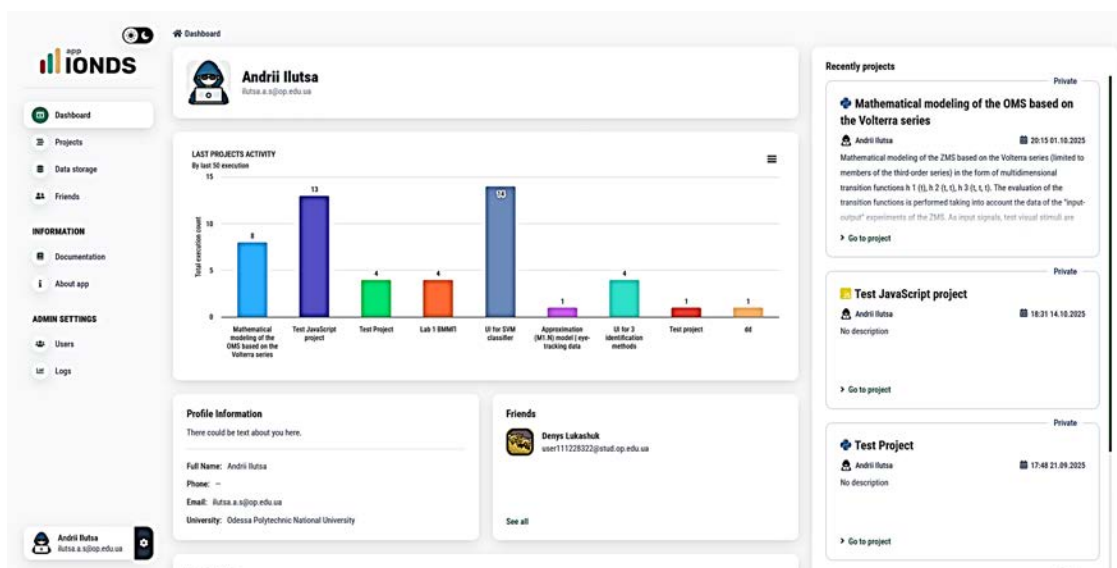 app
IONDS
Dashboard
Projects
Data storage
Friends
INFORMATION
Documentation
About app
ADMIN SETTINGS
Users
Logs
Andrii Ilutsa
ilutsa.a.s@op.edu.ua
Dashboard
Andrii Ilutsa
ilutsa.a.s@op.edu.ua
LAST PROJECTS ACTIVITY
By last 50 execution
Total execution count
15
10
5
0
8
13
4
4
14
1
4
1
1
Mathematical
modeling of the
OMS based on the
Volterra series
Test JavaScript
project
Test Project
Lab 1 ВММП
UI for SVM
classifier
Approximation
(M1.N) model | eye-
tracking data
UI for 3
identification
methods
Test project
dd
Profile Information
There could be text about you here.
Full Name: Andrii Ilutsa
Phone: —
Email: ilutsa.a.s@op.edu.ua
University: Odessa Polytechnic National University
Friends
Denys Lukashuk
user111228322@stud.op.edu.ua
See all
Recently projects
Private
Mathematical modeling of the OMS based on
the Volterra series
Andrii Ilutsa
20:15 01.10.2025
Mathematical modeling of the ZMS based on the Volterra series (limited to
members of the third-order series) in the form of multidimensional
transition functions h 1 (t), h 2 (t, t), h 3 (t, t, t). The evaluation of the
transition functions is performed taking into account the data of the "input-
output" experiments of the ZMS. As input signals, test visual stimuli are
Go to project
Private
Test JavaScript project
Andrii Ilutsa
18:31 14.10.2025
No description
Go to project
Private
Test Project
Andrii Ilutsa
17:48 21.09.2025
No description
Go to project